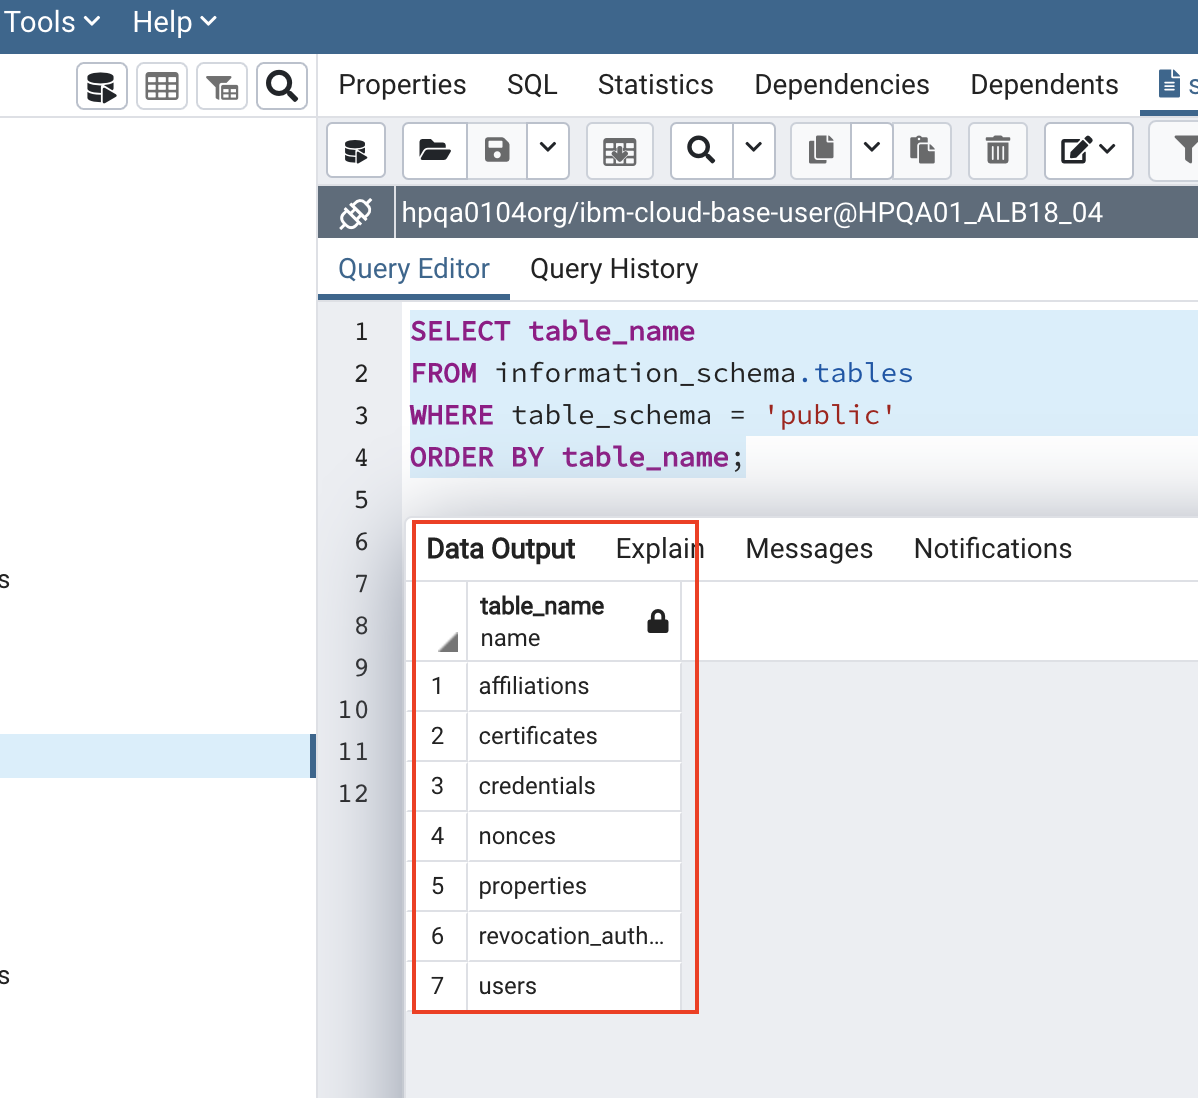 Tools Help
Properties SQL Statistics Dependencies Dependents s
hpqa0104org/ibm-cloud-base-user@HPQA01_ALB18_04
Query Editor Query History
1 SELECT table_name
2 FROM information_schema.tables
3 WHERE table_schema = 'public'
4 ORDER BY table_name;
5
6
7
8
9
10
11
12
s
s
Data Output Explain Messages Notifications
table_name
name
1 affiliations
2 certificates
3 credentials
4 nonces
5 properties
6 revocation_auth...
7 users